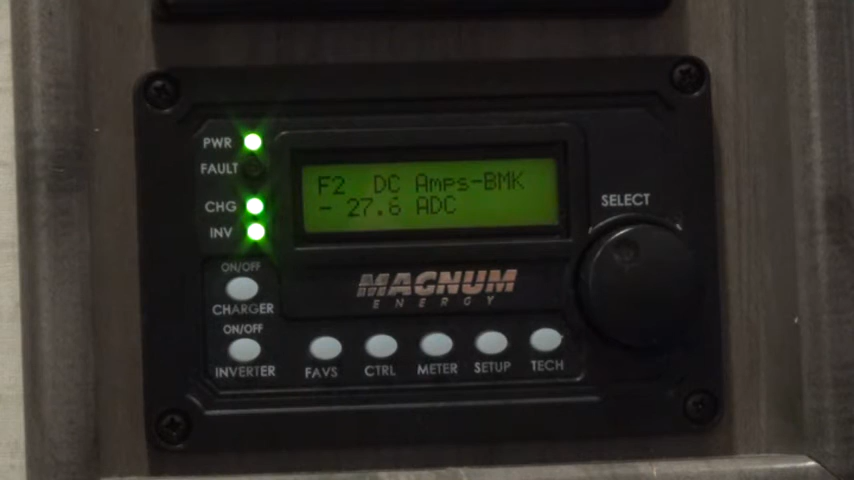 PWR
FAULT
CHG
INV
F2 DC Amps-BMK
- 27.6 ADC
SELECT
MAGNUM
ENERGY
ON/OFF
CHARGER
ON/OFF
INVERTER
FAVS
CTRL
METER
SETUP
TECH